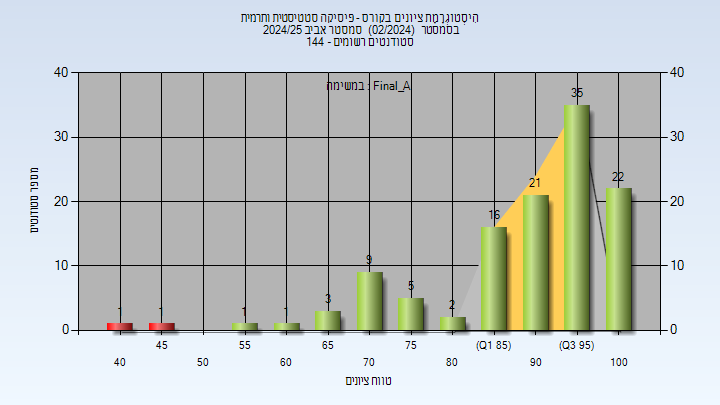 היסטוגרמת ציונים בקורס - פיסיקה סטטיסטית ותרמית
בסמסטר (02/2024) סמסטר אביב 2024/25
סטודנטים רשומים - 144
במשימה : Final_A
מספר סטודנטים
40 40
30 30
20 20
10 10
0 0
1 1 1 1 3 9 5 2 16 21 35 22
45 55 65 75 (Q1 85) (Q3 95)
40 50 60 70 80 90 100
טווח ציונים